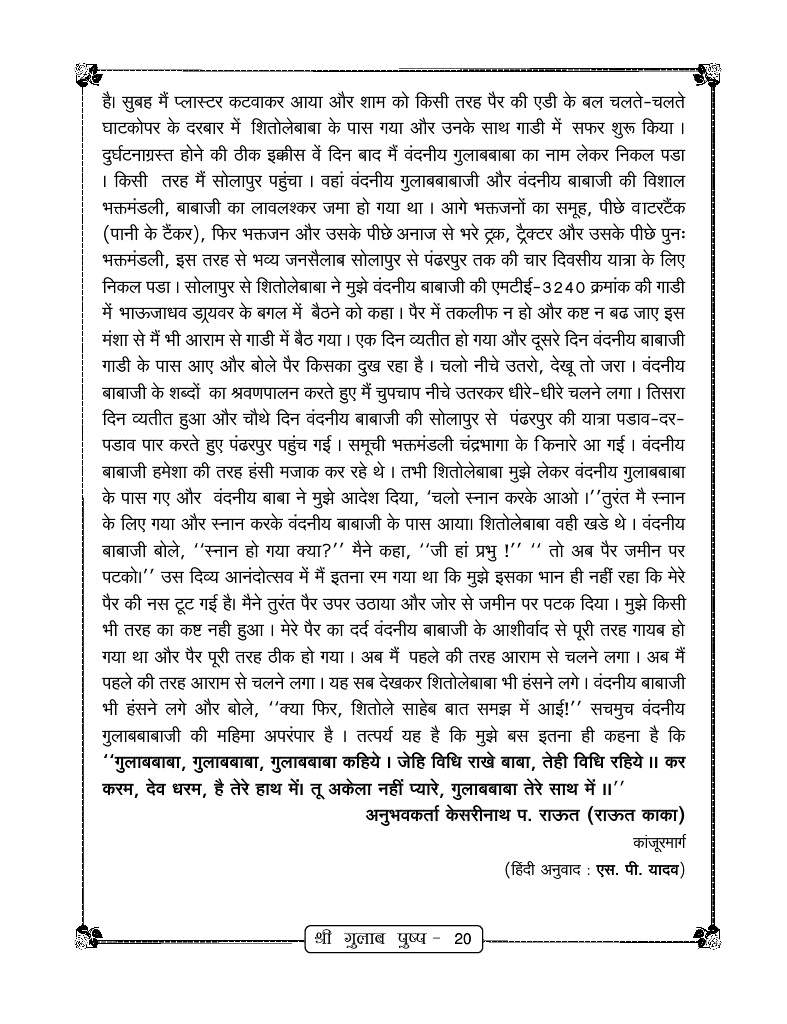 है। सुबह मैं प्लास्टर कटवाकर आया और शाम को किसी तरह पैर की एडी के बल चलते-चलते
घाटकोपर के दरबार में शितोलेबाबा के पास गया और उनके साथ गाडी में सफर शुरू किया ।
दुर्घटनाग्रस्त होने की ठीक इक्कीस वें दिन बाद मैं वंदनीय गुलाबबाबा का नाम लेकर निकल पडा
। किसी तरह मैं सोलापुर पहुंचा । वहां वंदनीय गुलाबबाबाजी और वंदनीय बाबाजी की विशाल
भक्तमंडली, बाबाजी का लावलश्कर जमा हो गया था । आगे भक्तजनों का समूह, पीछे वाटरटैंक
(पानी के टैंकर), फिर भक्तजन और उसके पीछे अनाज से भरे ट्रक, ट्रैक्टर और उसके पीछे पुनः
भक्तमंडली, इस तरह से भव्य जनसैलाब सोलापुर से पंढरपुर तक की चार दिवसीय यात्रा के लिए
निकल पडा । सोलापुर से शितोलेबाबा ने मुझे वंदनीय बाबाजी की एमटीई-3240 क्रमांक की गाडी
में भाऊजाधव ड्रायवर के बगल में बैठने को कहा । पैर में तकलीफ न हो और कष्ट न बढ जाए इस
मंशा से मैं भी आराम से गाडी में बैठ गया । एक दिन व्यतीत हो गया और दूसरे दिन वंदनीय बाबाजी
गाडी के पास आए और बोले पैर किसका दुख रहा है । चलो नीचे उतरो, देखू तो जरा । वंदनीय
बाबाजी के शब्दों का श्रवणपालन करते हुए मैं चुपचाप नीचे उतरकर धीरे-धीरे चलने लगा । तिसरा
दिन व्यतीत हुआ और चौथे दिन वंदनीय बाबाजी की सोलापुर से पंढरपुर की यात्रा पडाव-दर-
पडाव पार करते हुए पंढरपुर पहुंच गई । समूची भक्तमंडली चंद्रभागा के किनारे आ गई । वंदनीय
बाबाजी हमेशा की तरह हंसी मजाक कर रहे थे । तभी शितोलेबाबा मुझे लेकर वंदनीय गुलाबबाबा
के पास गए और वंदनीय बाबा ने मुझे आदेश दिया, ‘चलो स्नान करके आओ ।’’तुरंत मै स्नान
के लिए गया और स्नान करके वंदनीय बाबाजी के पास आया। शितोलेबाबा वही खडे थे । वंदनीय
बाबाजी बोले, ‘‘स्नान हो गया क्या?’’ मैने कहा, ‘‘जी हां प्रभु !’’ ‘‘ तो अब पैर जमीन पर
पटको।’’ उस दिव्य आनंदोत्सव में मैं इतना रम गया था कि मुझे इसका भान ही नहीं रहा कि मेरे
पैर की नस टूट गई है। मैने तुरंत पैर उपर उठाया और जोर से जमीन पर पटक दिया । मुझे किसी
भी तरह का कष्ट नही हुआ । मेरे पैर का दर्द वंदनीय बाबाजी के आशीर्वाद से पूरी तरह गायब हो
गया था और पैर पूरी तरह ठीक हो गया । अब मैं पहले की तरह आराम से चलने लगा । अब मैं
पहले की तरह आराम से चलने लगा । यह सब देखकर शितोलेबाबा भी हंसने लगे । वंदनीय बाबाजी
भी हंसने लगे और बोले, ‘‘क्या फिर, शितोले साहेब बात समझ में आई!’’ सचमुच वंदनीय
गुलाबबाबाजी की महिमा अपरंपार है । तत्पर्य यह है कि मुझे बस इतना ही कहना है कि
‘‘गुलाबबाबा, गुलाबबाबा, गुलाबबाबा कहिये । जेहि विधि राखे बाबा, तेही विधि रहिये ॥ कर
करम, देव धरम, है तेरे हाथ में। तू अकेला नहीं प्यारे, गुलाबबाबा तेरे साथ में ॥’’
अनुभवकर्ता केसरीनाथ प. राऊत (राऊत काका)
कांजूरमार्ग
(हिंदी अनुवाद : एस. पी. यादव)
श्री गुलाब पुष्प - 20